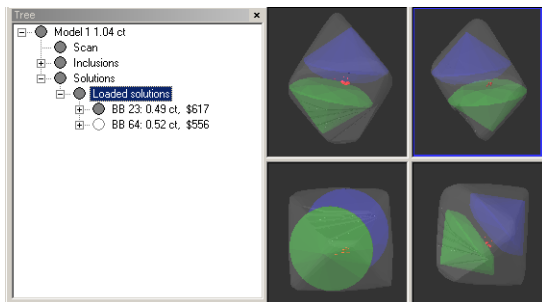 Tree
Model 1 1.04 ct
Scan
Inclusions
Solutions
Loaded solutions
BB 23: 0.49 ct, $617
BB 64: 0.52 ct, $556